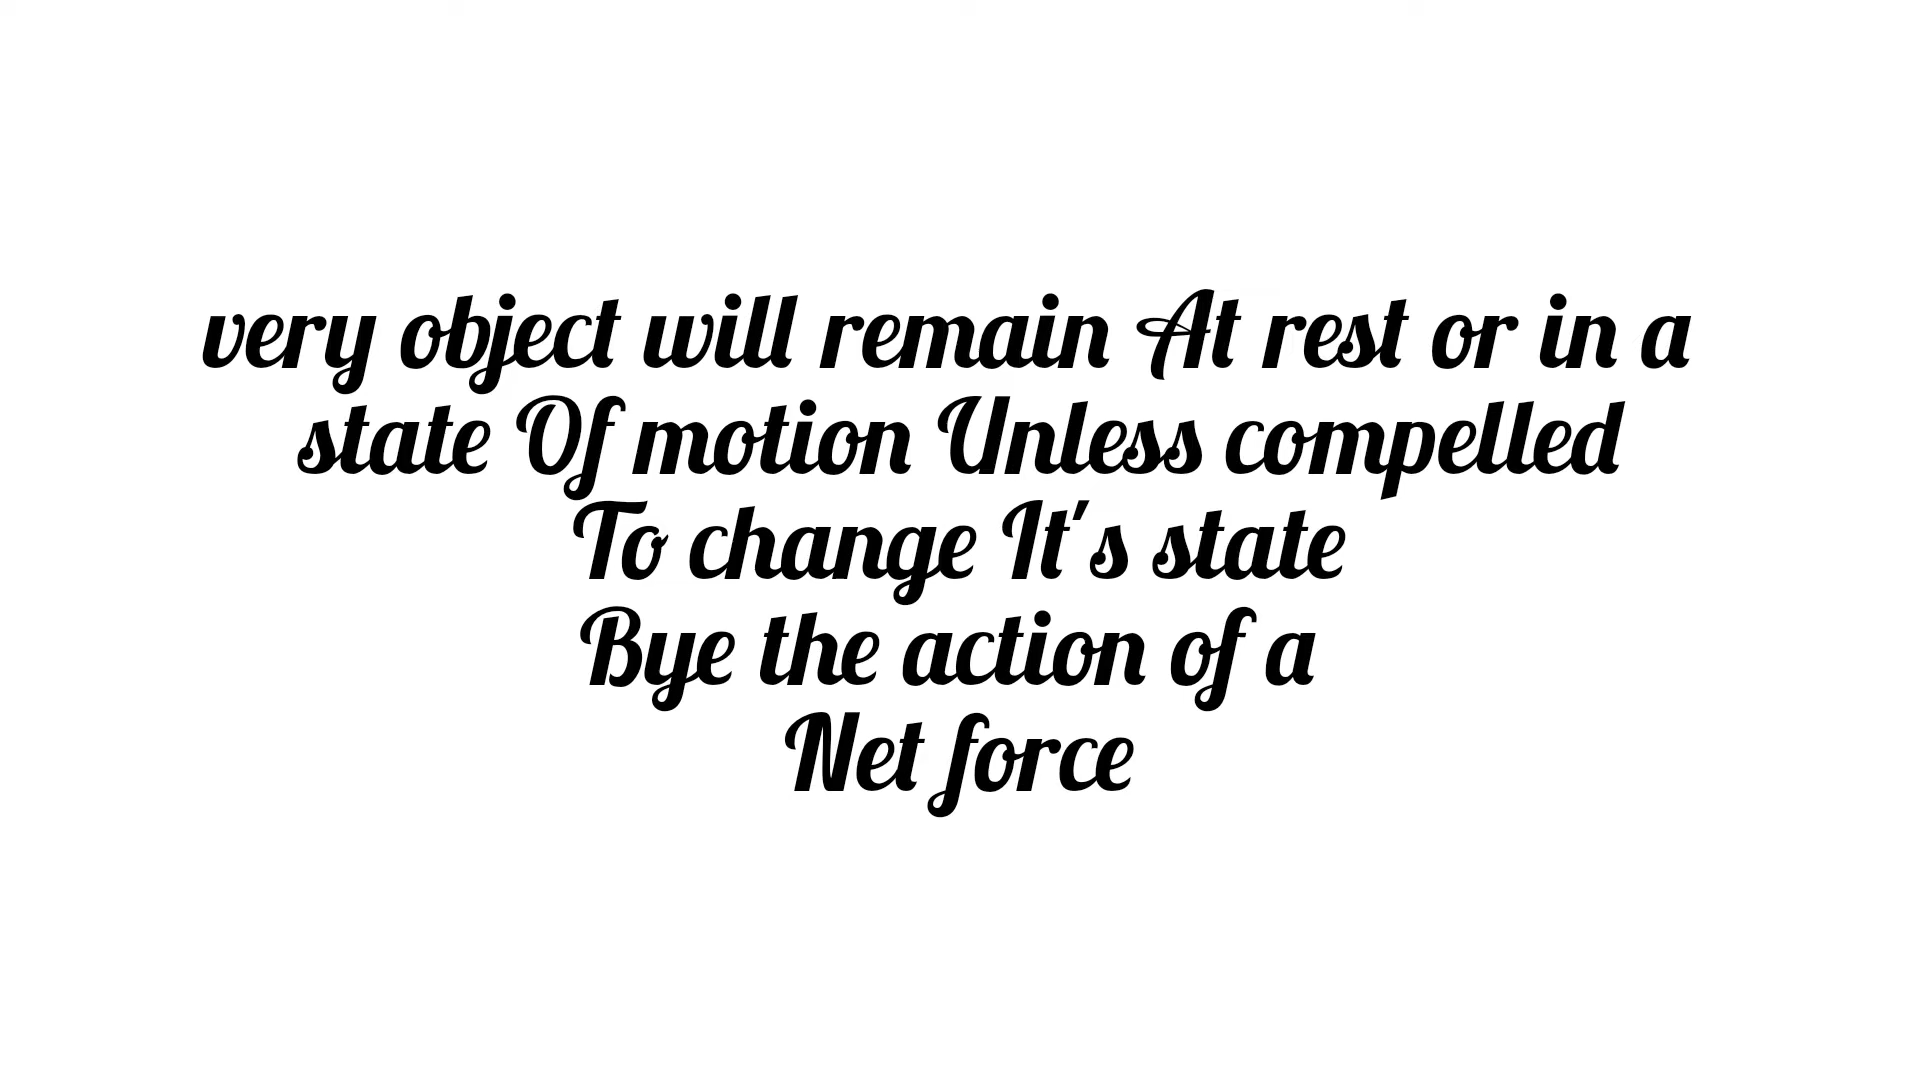 very object will remain At rest or in a
state Of motion Unless compelled
To change It's state
Bye the action of a
Net force